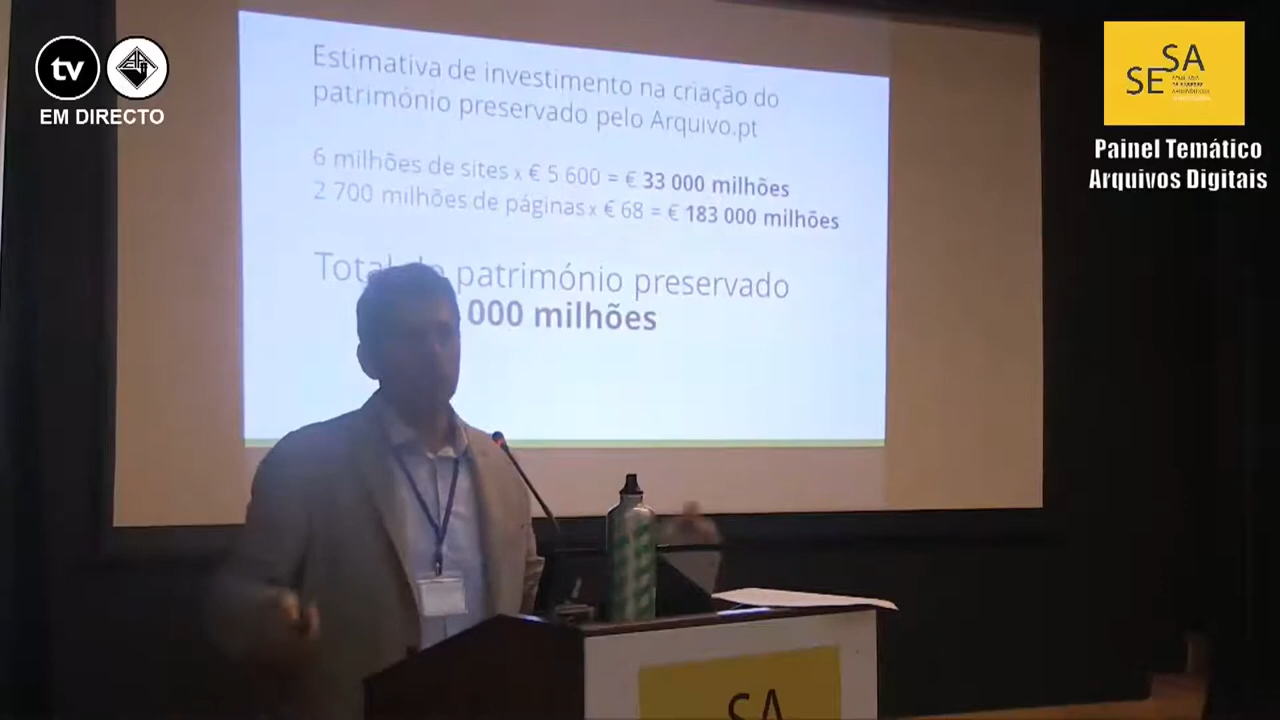 tv
EM DIRECTO
Estimativa de investimento na criação do
património preservado pelo Arquivo.pt
6 milhões de sites x € 5 600 = € 33 000 milhões
2 700 milhões de páginas x € 68 = € 183 000 milhões
património preservado
000 milhões
SESA
Painel Temático
Arquivos Digitais
SA